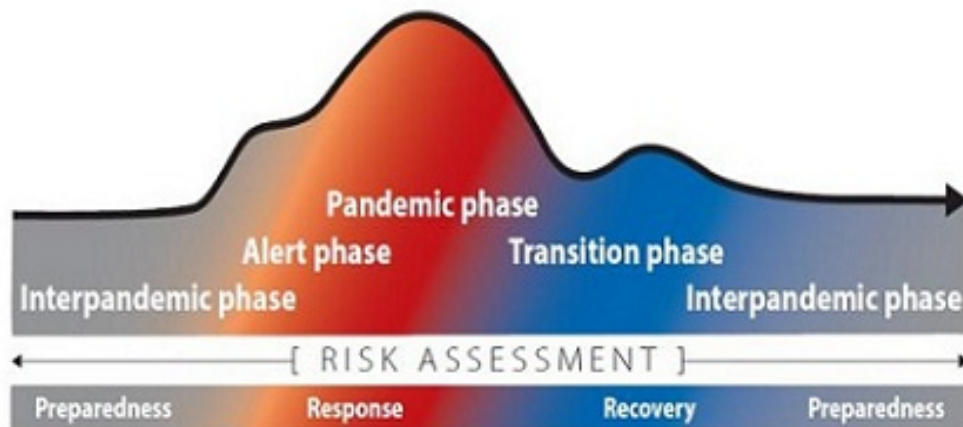 Pandemic phase
Alert phase Transition phase
Interpandemic phase Interpandemic phase
[ RISK ASSESSMENT ]
Preparedness Response Recovery Preparedness